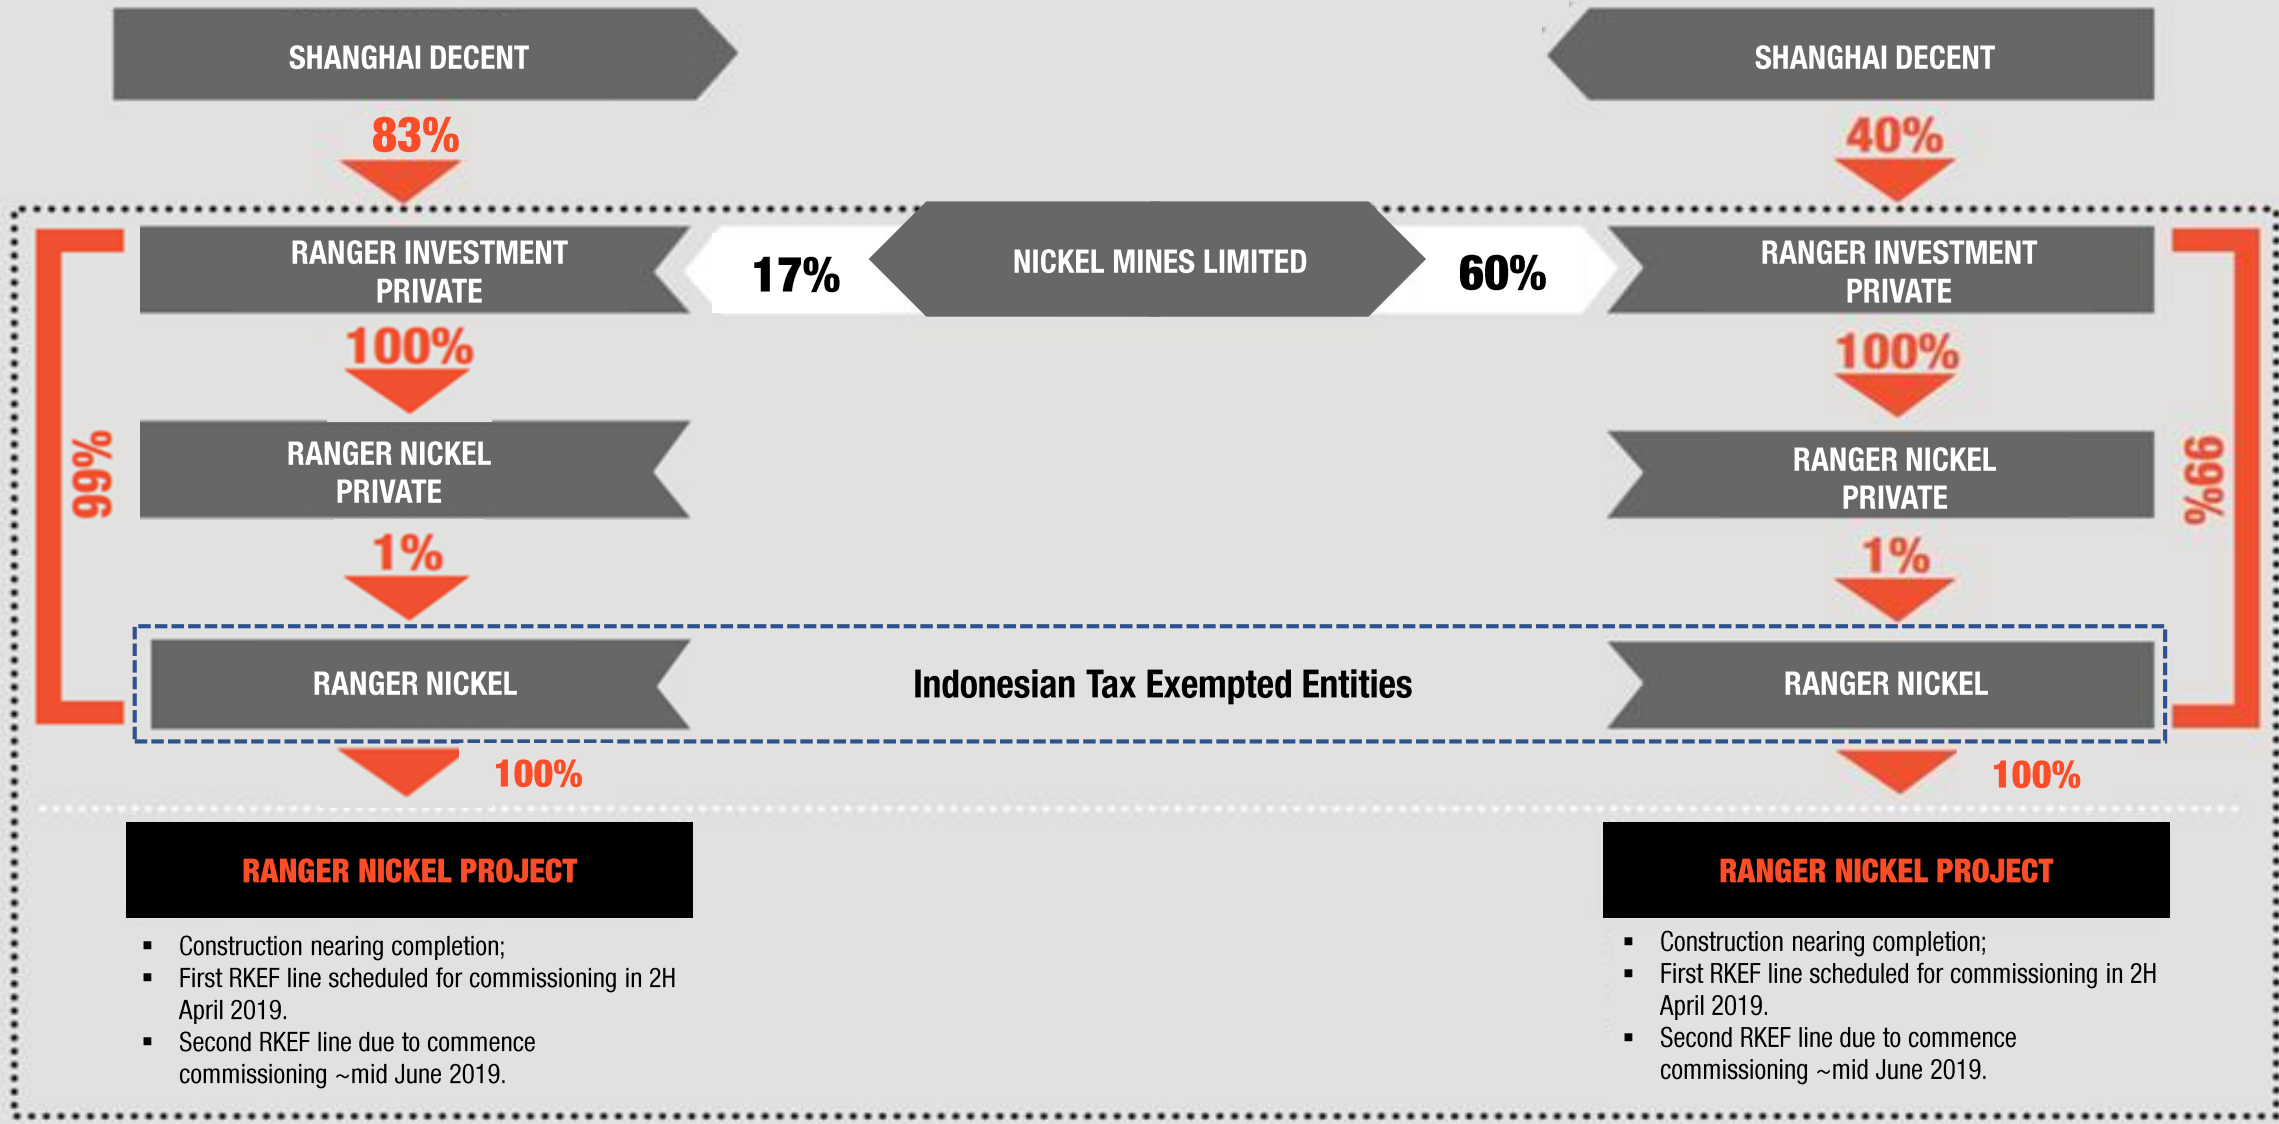 SHANGHAI DECENT
SHANGHAI DECENT
83%
40%
RANGER INVESTMENT
PRIVATE
17%
NICKEL MINES LIMITED
60%
RANGER INVESTMENT
PRIVATE
100%
100%
99%
RANGER NICKEL
PRIVATE
RANGER NICKEL
PRIVATE
99%
1%
1%
RANGER NICKEL
Indonesian Tax Exempted Entities
RANGER NICKEL
100%
100%
RANGER NICKEL PROJECT
▪ Construction nearing completion;
▪ First RKEF line scheduled for commissioning in 2H
April 2019.
▪ Second RKEF line due to commence
commissioning ~mid June 2019.
RANGER NICKEL PROJECT
▪ Construction nearing completion;
▪ First RKEF line scheduled for commissioning in 2H
April 2019.
▪ Second RKEF line due to commence
commissioning ~mid June 2019.